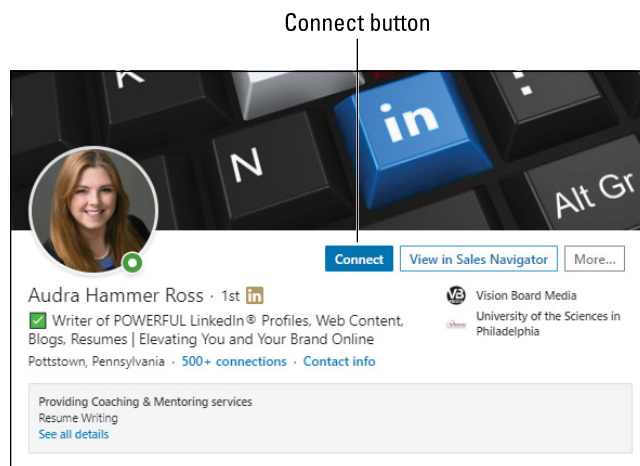 Connect button
K
N
in
:
Alt Gr
Connect
View in Sales Navigator
More...
Audra Hammer Ross · 1st in
✅ Writer of POWERFUL LinkedIn® Profiles, Web Content,
Blogs, Resumes | Elevating You and Your Brand Online
Pottstown, Pennsylvania · 500+ connections · Contact info
VB Vision Board Media
University of the Sciences in
Philadelphia
Providing Coaching & Mentoring services
Resume Writing
See all details